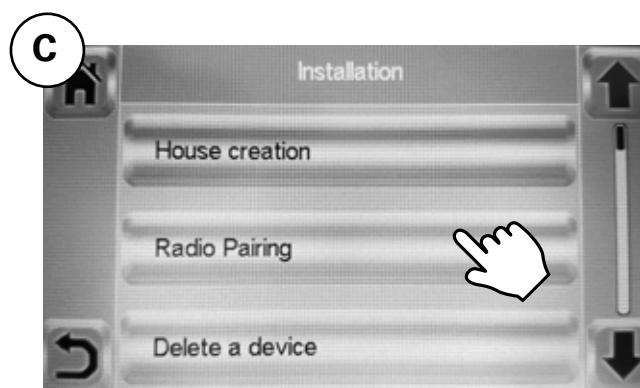 C
Installation
House creation
Radio Pairing
Delete a device